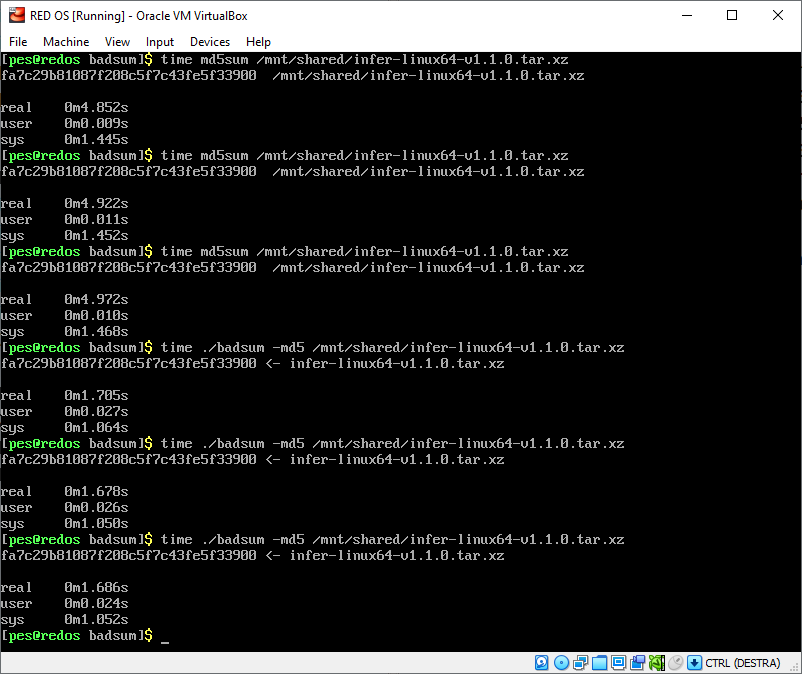 RED OS [Running] - Oracle VM VirtualBox
File Machine View Input Devices Help
[pes@redos badsum]$ time md5sum /mnt/shared/infer-linux64-v1.1.0.tar.xz
fa7c29b81087f208c5f7c43fe5f33900  /mnt/shared/infer-linux64-v1.1.0.tar.xz
real    0m4.852s
user    0m0.009s
sys     0m1.445s
[pes@redos badsum]$ time md5sum /mnt/shared/infer-linux64-v1.1.0.tar.xz
fa7c29b81087f208c5f7c43fe5f33900  /mnt/shared/infer-linux64-v1.1.0.tar.xz
real    0m4.922s
user    0m0.011s
sys     0m1.452s
[pes@redos badsum]$ time md5sum /mnt/shared/infer-linux64-v1.1.0.tar.xz
fa7c29b81087f208c5f7c43fe5f33900  /mnt/shared/infer-linux64-v1.1.0.tar.xz
real    0m4.972s
user    0m0.010s
sys     0m1.468s
[pes@redos badsum]$ time ./badsum -md5 /mnt/shared/infer-linux64-v1.1.0.tar.xz
fa7c29b81087f208c5f7c43fe5f33900 <- infer-linux64-v1.1.0.tar.xz
real    0m1.705s
user    0m0.027s
sys     0m1.064s
[pes@redos badsum]$ time ./badsum -md5 /mnt/shared/infer-linux64-v1.1.0.tar.xz
fa7c29b81087f208c5f7c43fe5f33900 <- infer-linux64-v1.1.0.tar.xz
real    0m1.678s
user    0m0.026s
sys     0m1.050s
[pes@redos badsum]$ time ./badsum -md5 /mnt/shared/infer-linux64-v1.1.0.tar.xz
fa7c29b81087f208c5f7c43fe5f33900 <- infer-linux64-v1.1.0.tar.xz
real    0m1.686s
user    0m0.024s
sys     0m1.052s
[pes@redos badsum]$ _
CTRL (DESTRA)